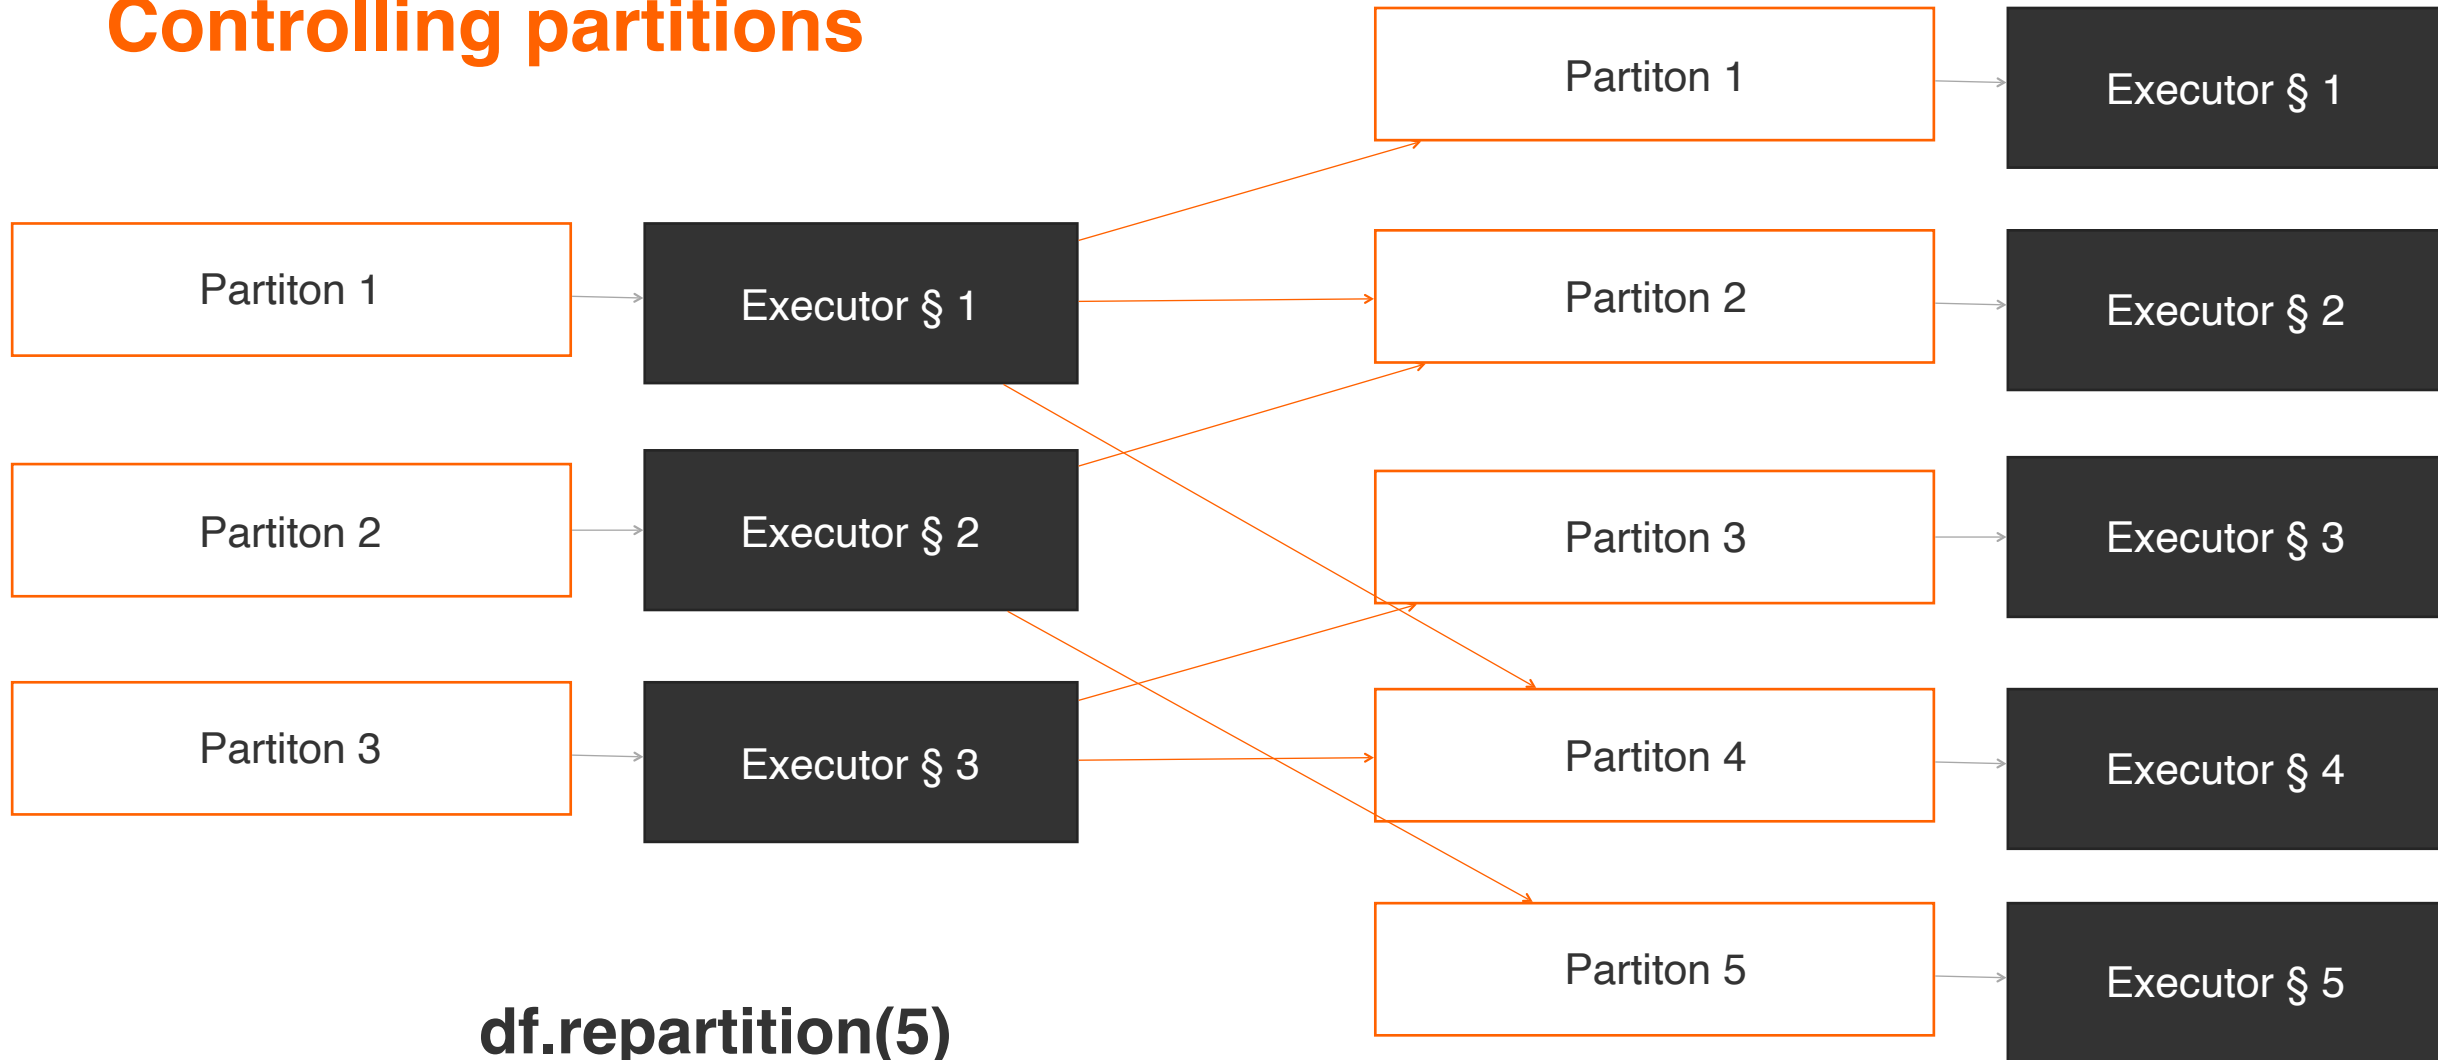 Controlling partitions
Partiton 1
Executor § 1
Partiton 2
Executor § 2
Partiton 3
Executor § 3
Partiton 1
Executor § 1
Partiton 2
Executor § 2
Partiton 3
Executor § 3
Partiton 4
Executor § 4
Partiton 5
Executor § 5
df.repartition(5)